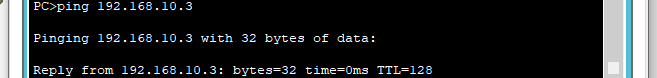 PC>ping 192.168.10.3
Pinging 192.168.10.3 with 32 bytes of data:
Reply from 192.168.10.3: bytes=32 time=0ms TTL=128